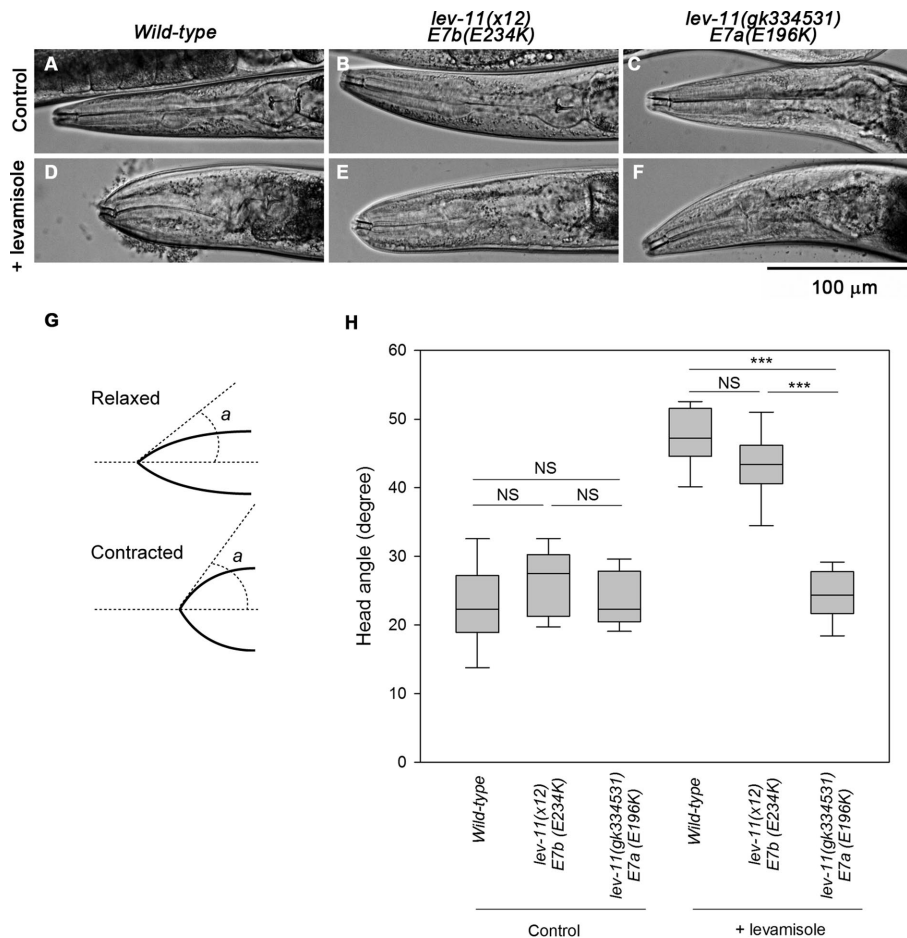 Wild-type
lev-11(x12)
E7b(E234K)
lev-11(gk334531)
E7a(E196K)
Control
A
B
C
+ levamisole
D
E
F
100 μm
G
Relaxed
a
Contracted
a
H
Head angle (degree)
60
50
40
30
20
10
0
NS
NS
NS
***
NS
***
Wild-type
lev-11(x12)
E7b (E234K)
lev-11(gk334531)
E7a (E196K)
Wild-type
lev-11(x12)
E7b (E234K)
lev-11(gk334531)
E7a (E196K)
Control
+ levamisole